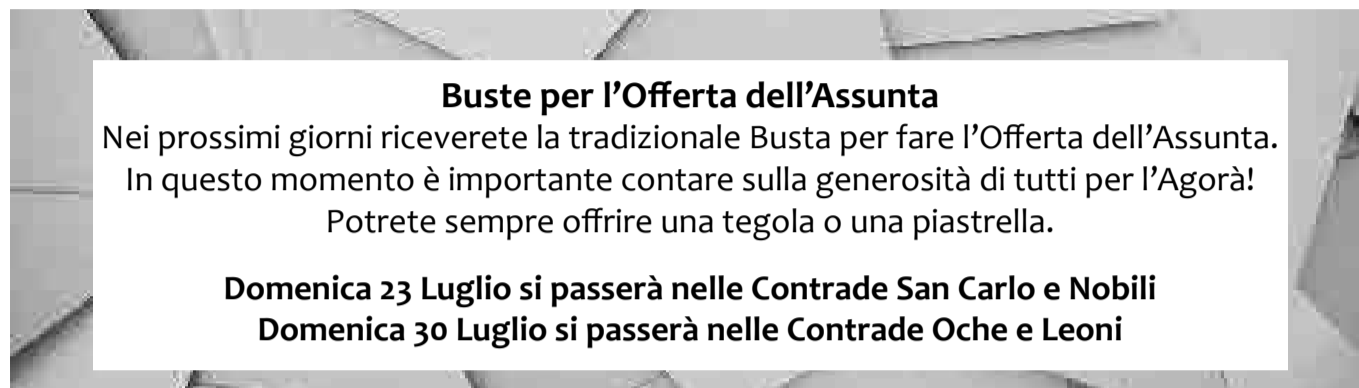 Buste per l’Offerta dell’Assunta
Nei prossimi giorni riceverete la tradizionale Busta per fare l’Offerta dell’Assunta.
In questo momento è importante contare sulla generosità di tutti per l’Agorà!
Potrete sempre offrire una tegola o una piastrella.
Domenica 23 Luglio si passerà nelle Contrade San Carlo e Nobili
Domenica 30 Luglio si passerà nelle Contrade Oche e Leoni